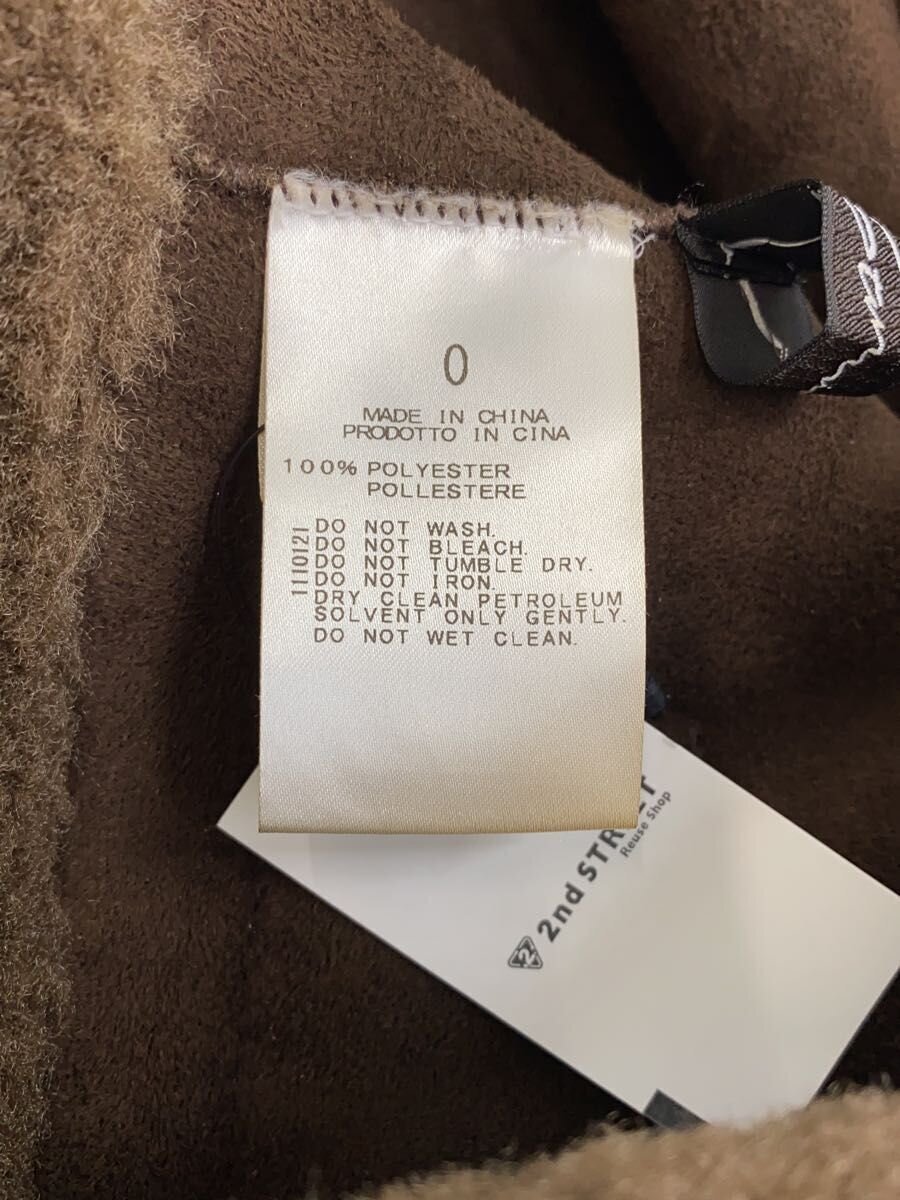 0
MADE IN CHINA
PRODOTTO IN CINA
100% POLYESTER
POLLESTERE
1110121
DO NOT WASH.
DO NOT BLEACH.
DO NOT TUMBLE DRY.
DO NOT IRON.
DRY CLEAN PETROLEUM
SOLVENT ONLY GENTLY.
DO NOT WET CLEAN.
2nd STREET
Reuse Shop